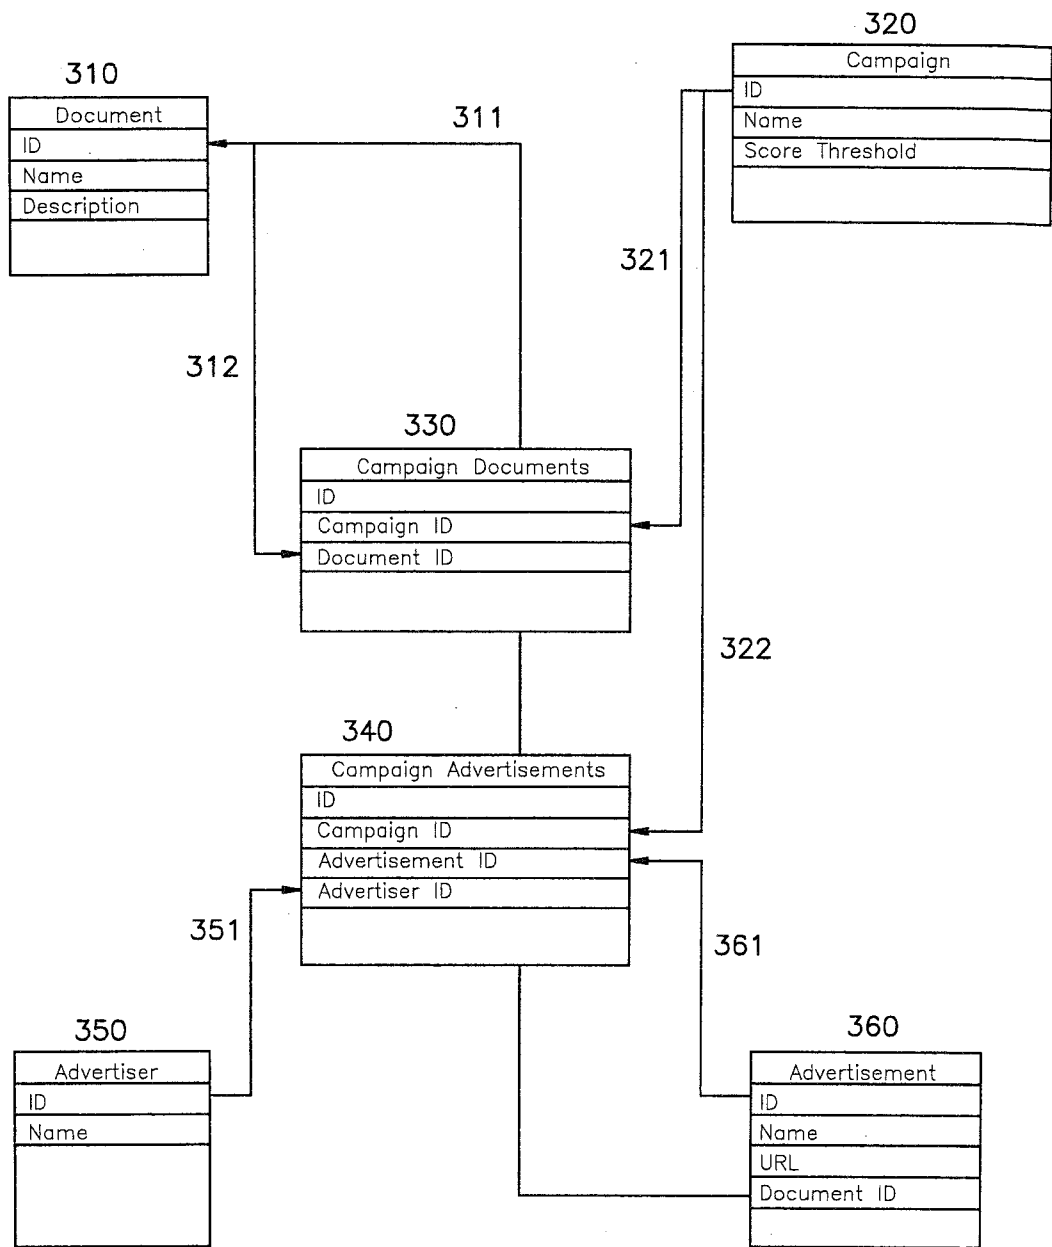 320
Campaign
ID
Name
Score Threshold
310
Document
ID
Name
Description
311
321
312
330
Campaign Documents
ID
Campaign ID
Document ID
322
340
Campaign Advertisements
ID
Campaign ID
Advertisement ID
Advertiser ID
351
361
350
Advertiser
ID
Name
360
Advertisement
ID
Name
URL
Document ID